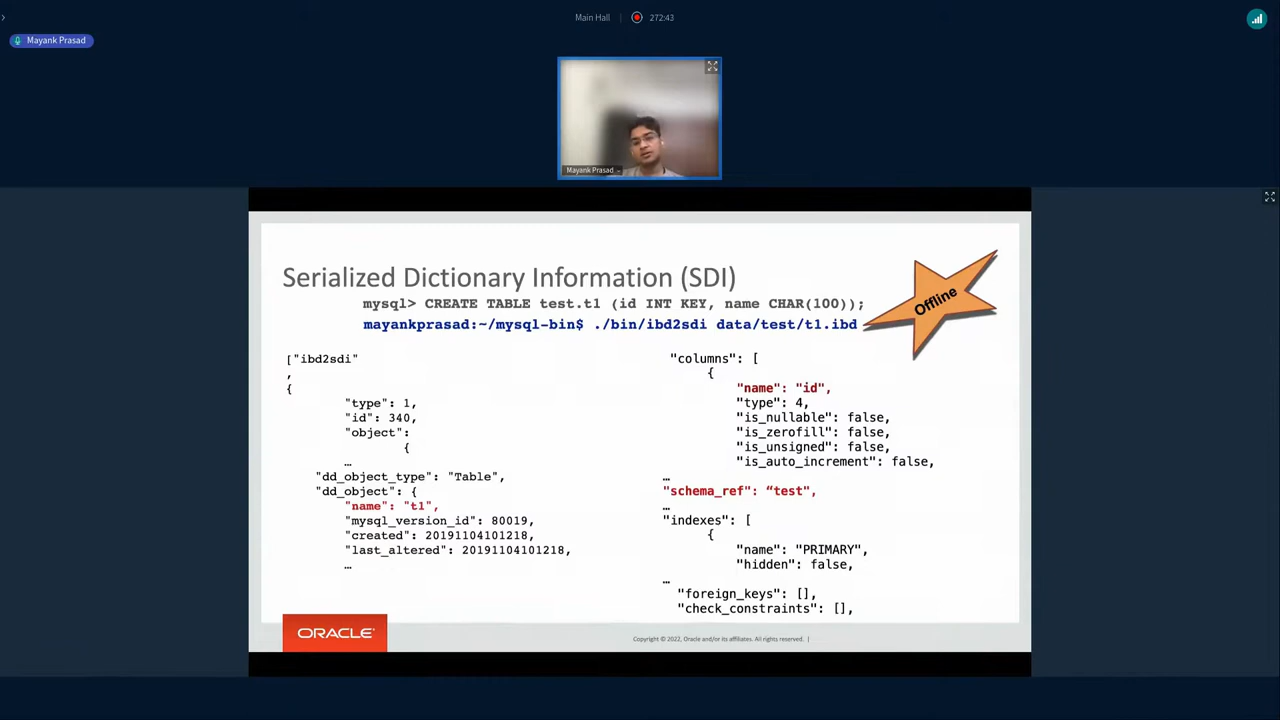 Main Hall
272:43
Mayank Prasad
Mayank Prasad
Serialized Dictionary Information (SDI)
mysql> CREATE TABLE test.t1 (id INT KEY, name CHAR(100));
mayankprasad:~/mysql-bin$ ./bin/ibd2sdi data/test/t1.ibd
Offline
["ibd2sdi"
,
{
"type": 1,
"id": 340,
"object":
{
…
"dd_object_type": "Table",
"dd_object": {
"name": "t1",
"mysql_version_id": 80019,
"created": 20191104101218,
"last_altered": 20191104101218,
…
"columns": [
{
"name": "id",
"type": 4,
"is_nullable": false,
"is_zerofill": false,
"is_unsigned": false,
"is_auto_increment": false,
…
"schema_ref": “test",
…
"indexes": [
{
"name": "PRIMARY",
"hidden": false,
…
"foreign_keys": [],
"check_constraints": [],
ORACLE
Copyright © 2022, Oracle and/or its affiliates. All rights reserved. |